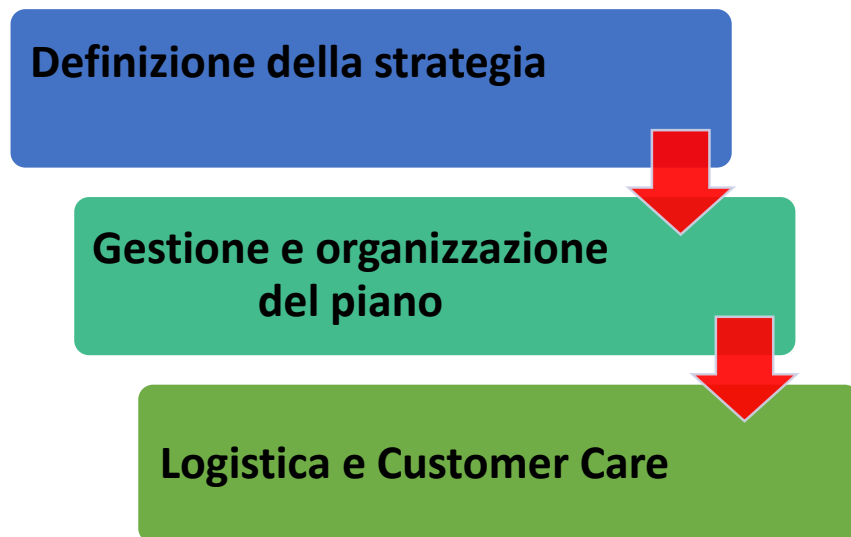 Definizione della strategia
Gestione e organizzazione
del piano
Logistica e Customer Care